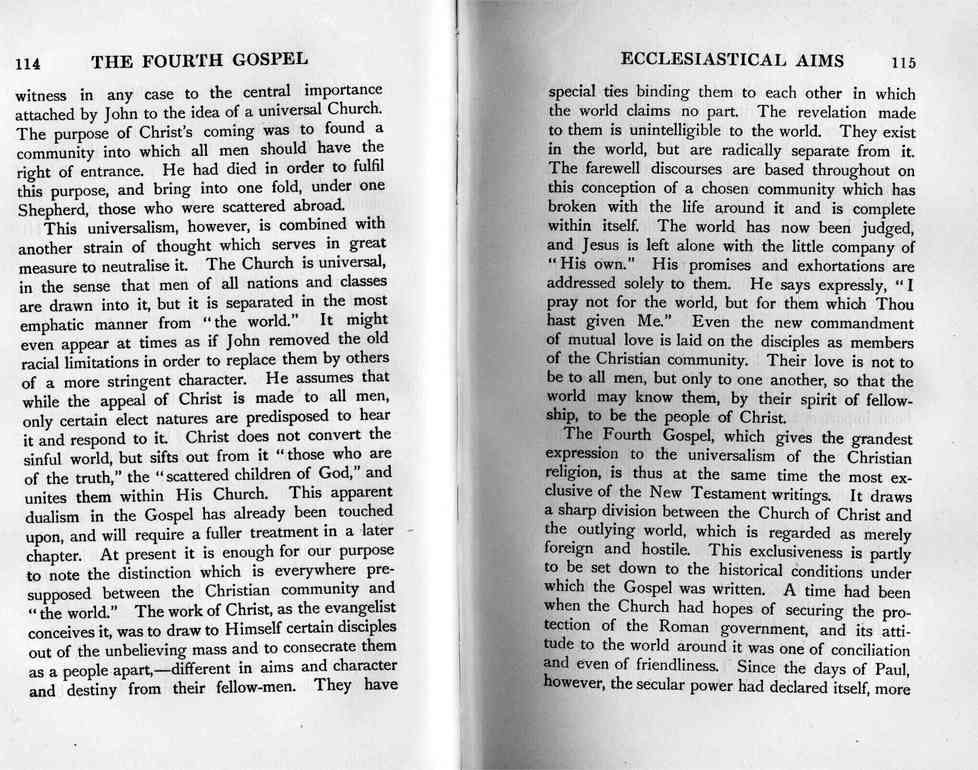 114 THE FOURTH GOSPEL
witness in any case to the central importance
attached by John to the idea of a universal Church.
The purpose of Christ's coming was to found a
community into which all men should have the
right of entrance. He had died in order to fulfil
this purpose, and bring into one fold, under one
Shepherd, those who were scattered abroad.
This universalism, however, is combined with
another strain of thought which serves in great
measure to neutralise it. The Church is universal,
in the sense that men of all nations and classes
are drawn into it, but it is separated in the most
emphatic manner from "the world." It might
even appear at times as if John removed the old
racial limitations in order to replace them by others
of a more stringent character. He assumes that
while the appeal of Christ is made to all men,
only certain elect natures are predisposed to hear
it and respond to it. Christ does not convert the
sinful world, but sifts out from it "those who are
of the truth," the "scattered children of God," and
unites them within His Church. This apparent
dualism in the Gospel has already been touched
upon, and will require a fuller treatment in a later
chapter. At present it is enough for our purpose
to note the distinction which is everywhere pre-
supposed between the Christian community and
"the world." The work of Christ, as the evangelist
conceives it, was to draw to Himself certain disciples
out of the unbelieving mass and to consecrate them
as a people apart,—different in aims and character
and destiny from their fellow-men. They have
ECCLESIASTICAL AIMS 115
special ties binding them to each other in which
the world claims no part. The revelation made
to them is unintelligible to the world. They exist
in the world, but are radically separate from it.
The farewell discourses are based throughout on
this conception of a chosen community which has
broken with the life around it and is complete
within itself. The world has now been judged,
and Jesus is left alone with the little company of
"His own." His promises and exhortations are
addressed solely to them. He says expressly, "I
pray not for the world, but for them which Thou
hast given Me." Even the new commandment
of mutual love is laid on the disciples as members
of the Christian community. Their love is not to
be to all men, but only to one another, so that the
world may know them, by their spirit of fellow-
ship, to be the people of Christ.
The Fourth Gospel, which gives the grandest
expression to the universalism of the Christian
religion, is thus at the same time the most ex-
clusive of the New Testament writings. It draws
a sharp division between the Church of Christ and
the outlying world, which is regarded as merely
foreign and hostile. This exclusiveness is partly
to be set down to the historical conditions under
which the Gospel was written. A time had been
when the Church had hopes of securing the pro-
tection of the Roman government, and its atti-
tude to the world around it was one of conciliation
and even of friendliness. Since the days of Paul,
however, the secular power had declared itself, more